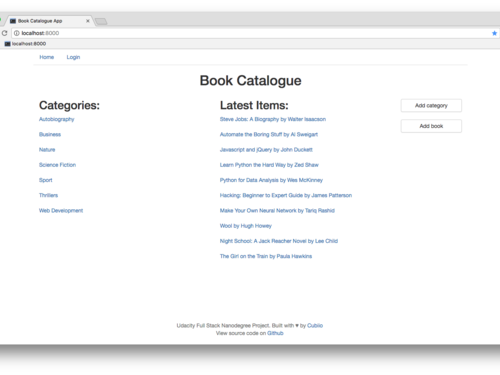 Book Catalogue App
localhost:8000
localhost:8000
Home Login
Book Catalogue
Categories:
Autobiography
Business
Nature
Science Fiction
Sport
Thrillers
Web Development
Latest Items:
Steve Jobs: A Biography by Walter Isaacson
Automate the Boring Stuff by Al Sweigart
Javascript and jQuery by John Duckett
Learn Python the Hard Way by Zed Shaw
Python for Data Analysis by Wes McKinney
Hacking: Beginner to Expert Guide by James Patterson
Make Your Own Neural Network by Tariq Rashid
Wool by Hugh Howey
Night School: A Jack Reacher Novel by Lee Child
The Girl on the Train by Paula Hawkins
Add category
Add book
Udacity Full Stack Nanodegree Project. Built with ♥ by Cubiio
View source code on Github